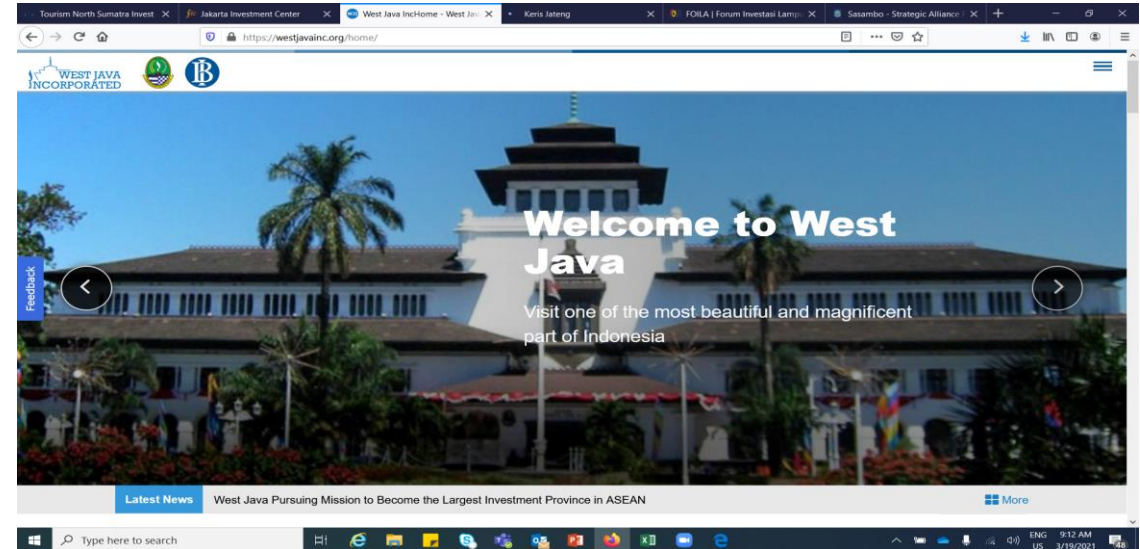 Tourism North Sumatra Invest
Jakarta Investment Center
West Java IncHome - West Jav
Keris Jateng
FOILA | Forum Investasi Lampu
Sasambo - Strategic Alliance
https://westjavainc.org/home/
WEST JAVA
INCORPORATED
Welcome to West
Java
Visit one of the most beautiful and magnificent
part of Indonesia
Feedback
Latest News
West Java Pursuing Mission to Become the Largest Investment Province in ASEAN
More
Type here to search
ENG
US
9:12 AM
3/19/2021
48